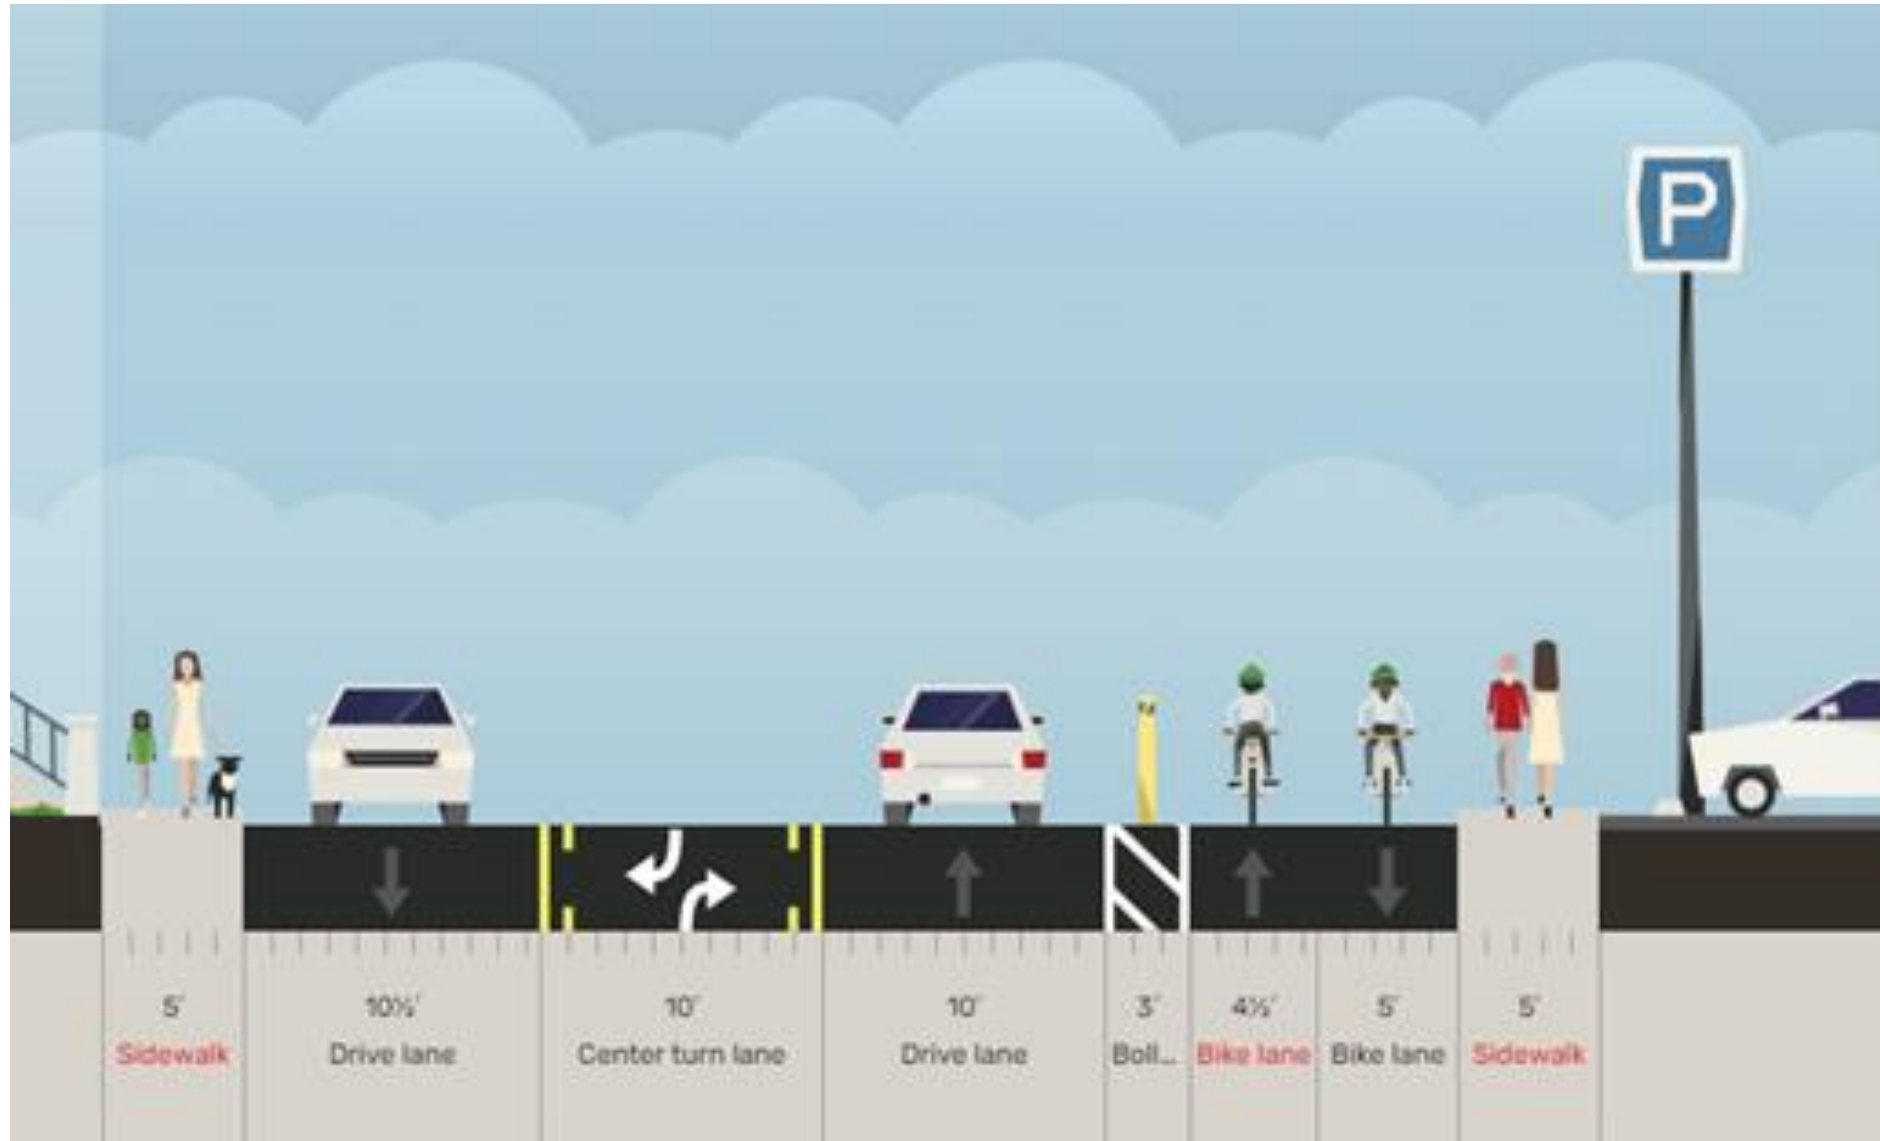 P
5' 10½' 10' 10' 3' 4½' 5' 5'
Sidewalk Drive lane Center turn lane Drive lane Boll... Bike lane Bike lane Sidewalk